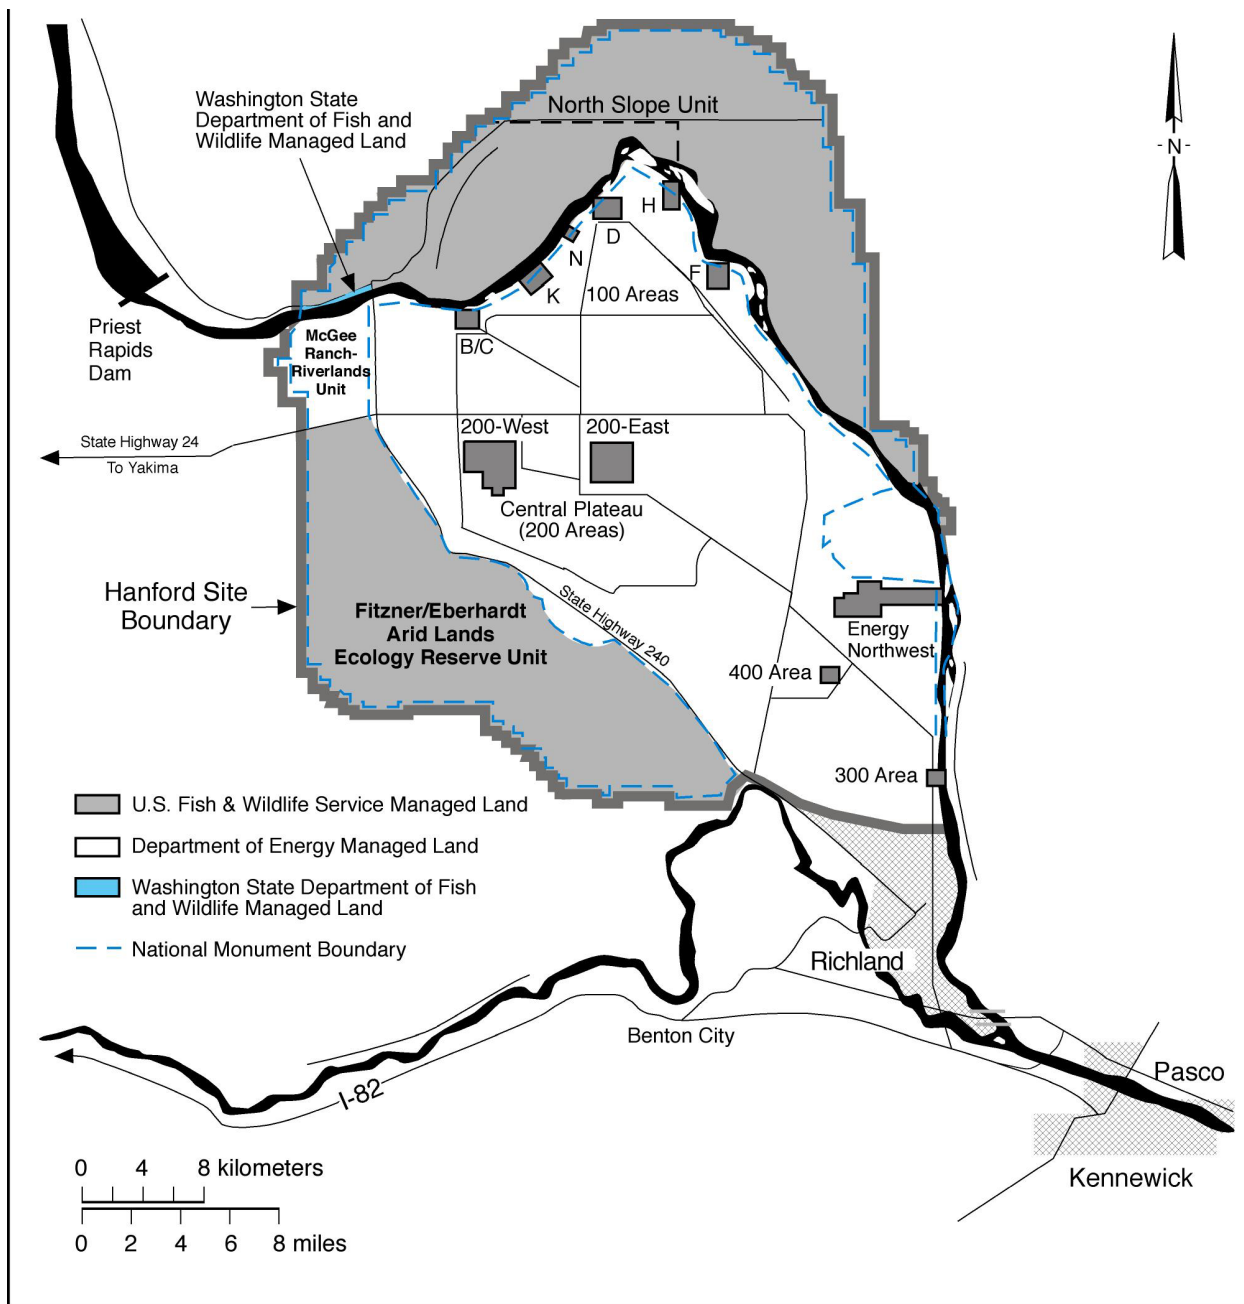 Washington State
Department of Fish and
Wildlife Managed Land
North Slope Unit
-N-
H
D
N
F
K
100 Areas
B/C
Priest
Rapids
Dam
McGee
Ranch-
Riverlands
Unit
State Highway 24
To Yakima
200-West
200-East
Central Plateau
(200 Areas)
Hanford Site
Boundary
Fitzner/Eberhardt
Arid Lands
Ecology Reserve Unit
State Highway 240
Energy
Northwest
400 Area
300 Area
U.S. Fish & Wildlife Service Managed Land
Department of Energy Managed Land
Washington State Department of Fish
and Wildlife Managed Land
National Monument Boundary
Richland
Benton City
I-82
Pasco
Kennewick
0 4 8 kilometers
0 2 4 6 8 miles